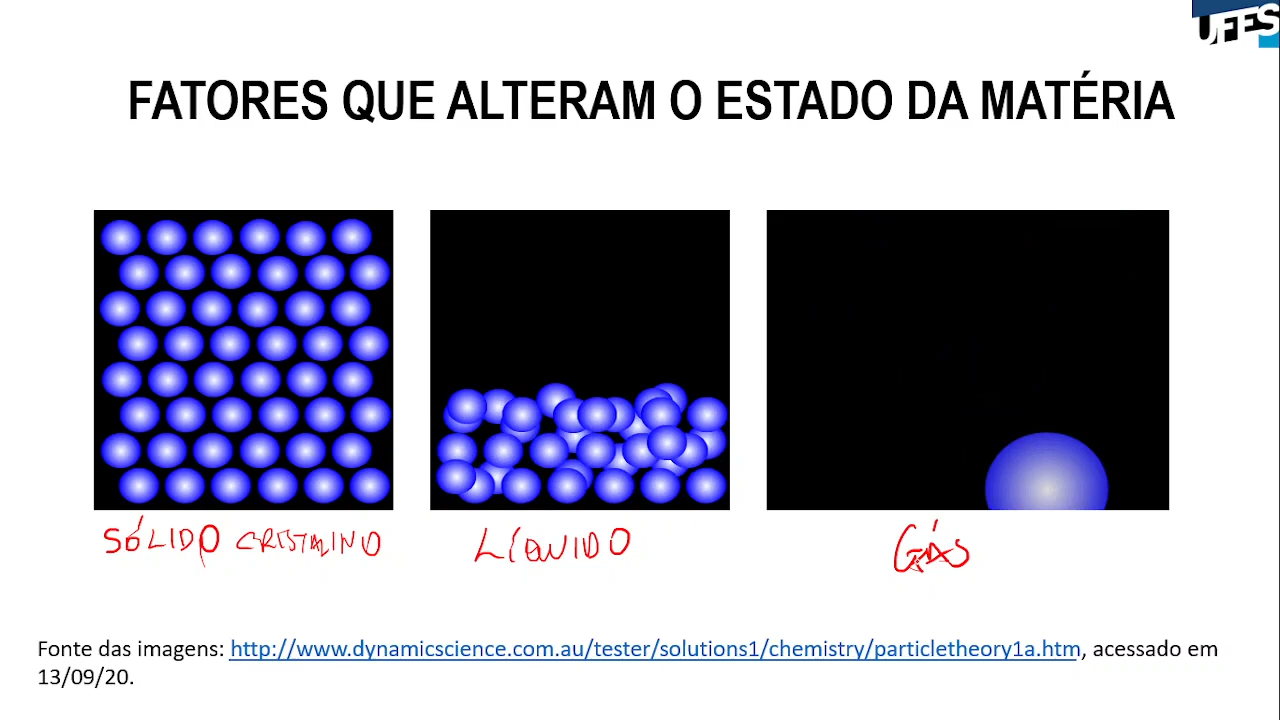 UFES
FATORES QUE ALTERAM O ESTADO DA MATÉRIA
SÓLIDO CRISTALINO
LÍQUIDO
GÁS
Fonte das imagens: http://www.dynamicscience.com.au/tester/solutions1/chemistry/particletheory1a.htm, acessado em
13/09/20.